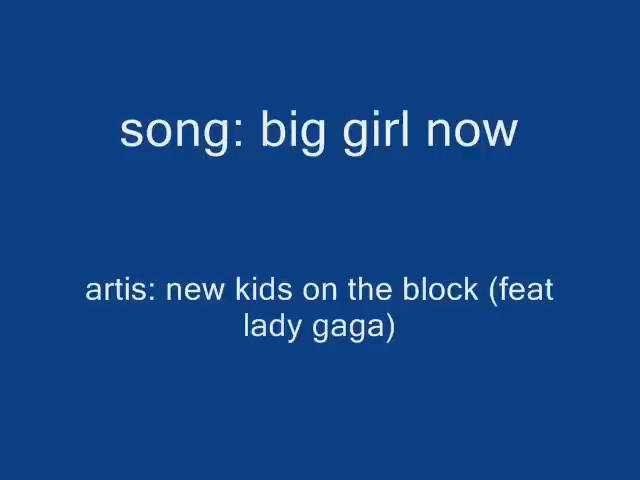 song: big girl now
artis: new kids on the block (feat
lady gaga)